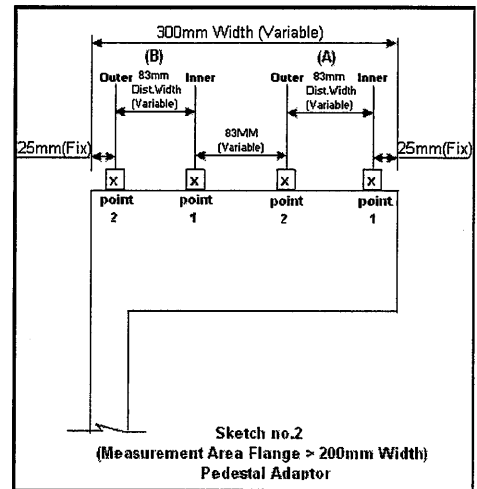 300mm Width (Variable)
(B) (A)
Outer 83mm Inner Outer 83mm Inner
Dist.Width Dist.Width
(Variable) (Variable)
25mm(Fix) 83MM 25mm(Fix)
(Variable)
x x x x
point point point point
2 1 2 1
Sketch no.2
(Measurement Area Flange > 200mm Width)
Pedestal Adaptor